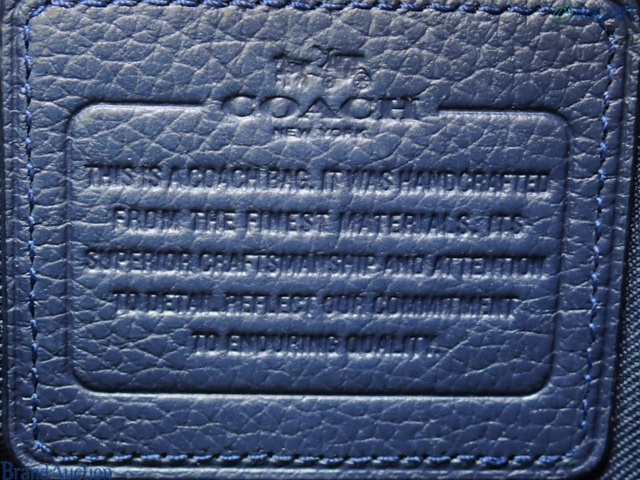 COACH
NEW YORK
THIS IS A COACH BAG. IT WAS HANDCRAFTED
FROM THE FINEST MATERIALS. ITS
SUPERIOR CRAFTSMANSHIP AND ATTENTION
TO DETAIL REFLECT OUR COMMITMENT
TO ENDURING QUALITY.
Brand Auction